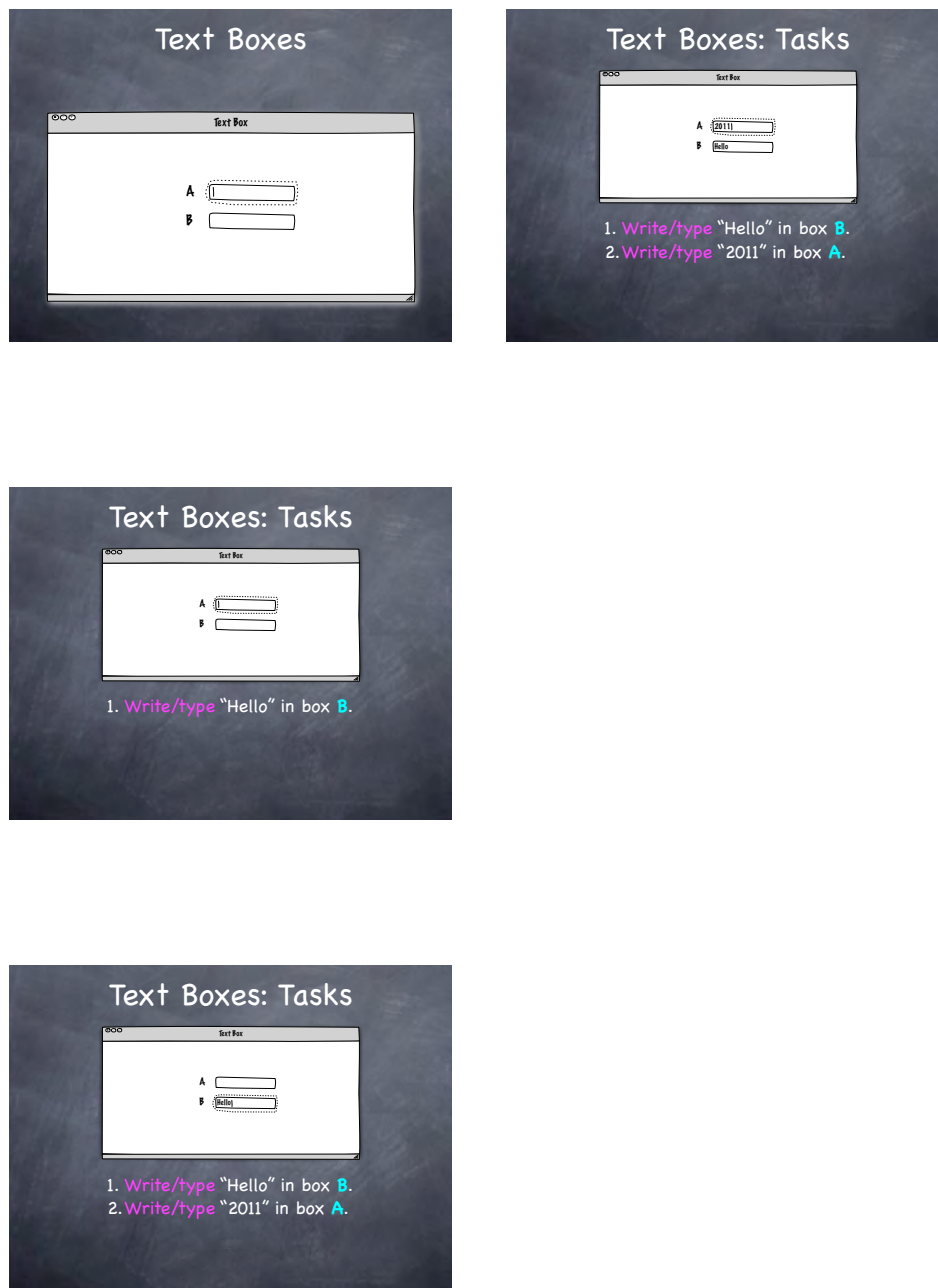 Text Boxes
Text Box
A
B
Text Boxes: Tasks
Text Box
A 2011
B Hello
1. Write/type “Hello” in box B.
2. Write/type “2011” in box A.
Text Boxes: Tasks
Text Box
A
B
1. Write/type “Hello” in box B.
Text Boxes: Tasks
Text Box
A
B Hello
1. Write/type “Hello” in box B.
2. Write/type “2011” in box A.